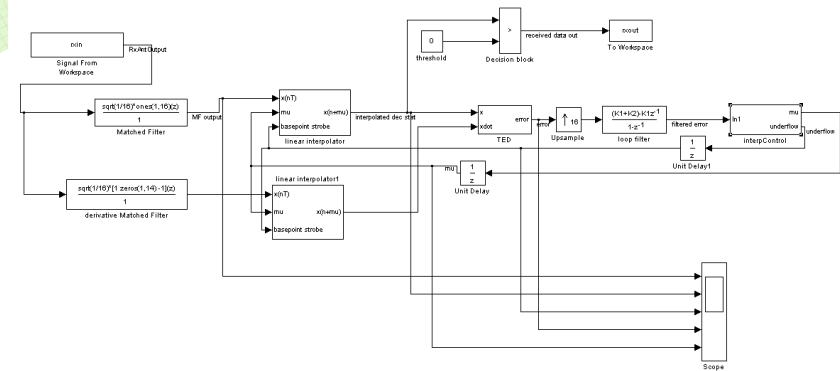 rxin
RxAnt Output
Signal From
Workspace
sqrt(1/16)*ones(1,16)(z)
1
Matched Filter
MF output
sqrt(1/16)*[1 zeros(1,14) -1](z)
1
derivative Matched Filter
x(nT)
mu
x(n+mu)
basepoint strobe
linear interpolator
interpolated dec stat
linear interpolator1
x(nT)
mu
x(n+mu)
basepoint strobe
0
threshold
>
Decision block
received data out
rxout
To Workspace
x
xdot
error
TED
error
16
Upsample
(K1+K2)-K1z-1
1-z-1
loop filter
filtered error
In1
mu
underflow
interpControl
underflow
1
z
Unit Delay1
mu
1
z
Unit Delay
Scope